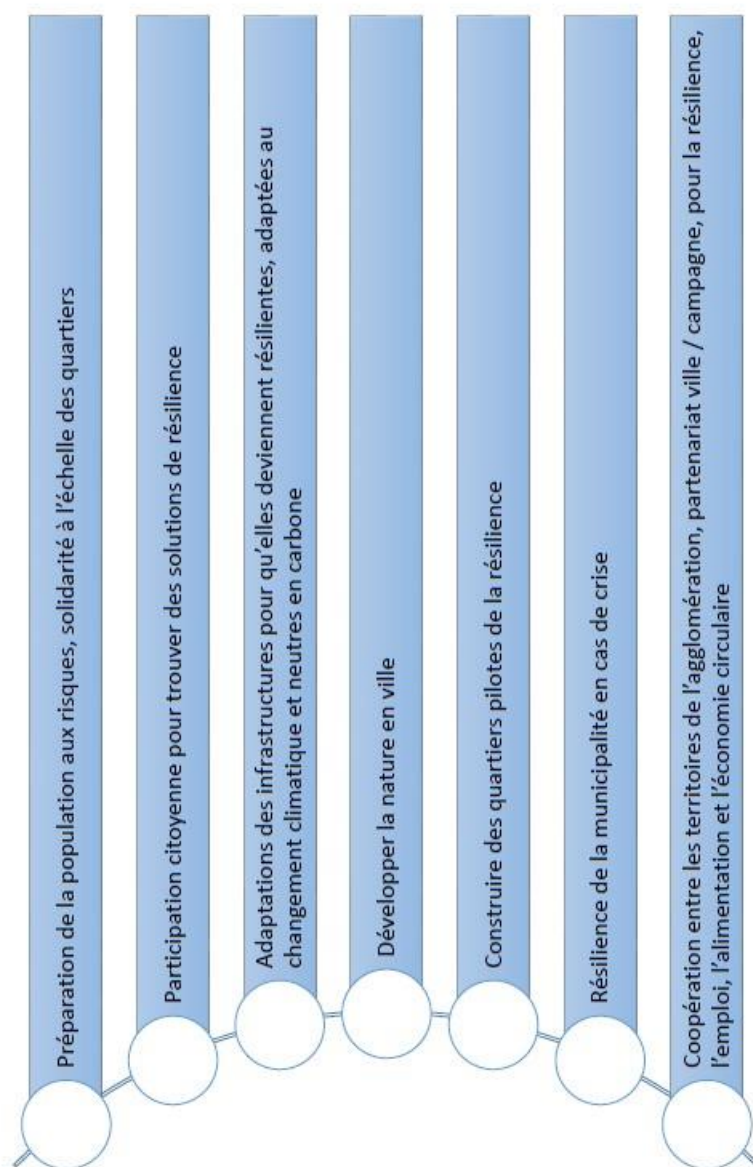 Préparation de la population aux risques, solidarité à l’échelle des quartiers
Participation citoyenne pour trouver des solutions de résilience
Adaptations des infrastructures pour qu’elles deviennent résilientes, adaptées au
changement climatique et neutres en carbone
Développer la nature en ville
Construire des quartiers pilotes de la résilience
Résilience de la municipalité en cas de crise
Coopération entre les territoires de l’agglomération, partenariat ville / campagne, pour la résilience,
l’emploi, l’alimentation et l’économie circulaire